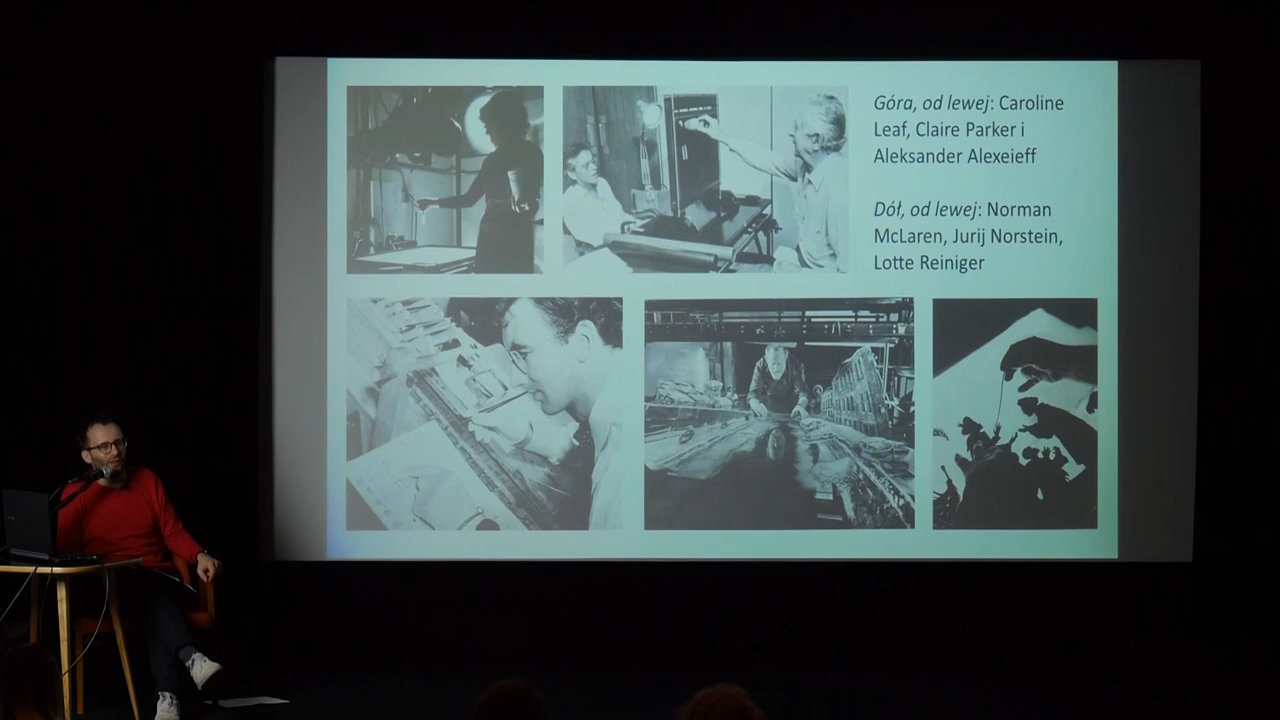 Góra, od lewej: Caroline
Leaf, Claire Parker i
Aleksander Alexeieff
Dół, od lewej: Norman
McLaren, Jurij Norstein,
Lotte Reiniger